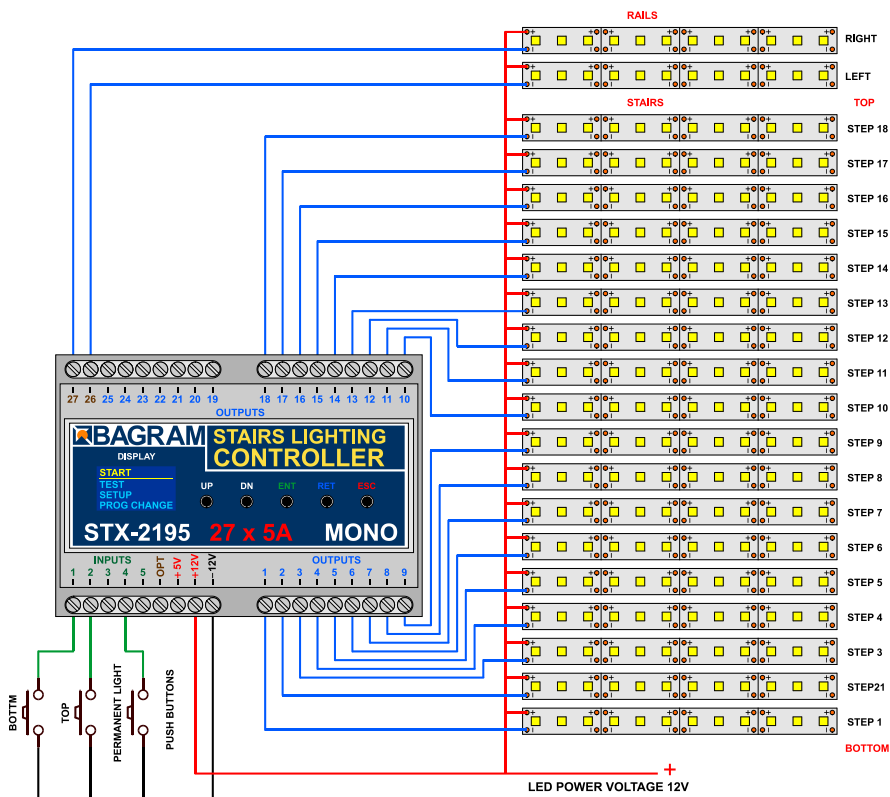 RAILS
RIGHT
LEFT
STAIRS
TOP
STEP 18
STEP 17
STEP 16
STEP 15
STEP 14
STEP 13
STEP 12
STEP 11
STEP 10
STEP 9
STEP 8
STEP 7
STEP 6
STEP 5
STEP 4
STEP 3
STEP21
STEP 1
BOTTOM
27 26 25 24 23 22 21 20 19
18 17 16 15 14 13 12 11 10
OUTPUTS
BAGRAM
STAIRS LIGHTING
CONTROLLER
DISPLAY
START
TEST
SETUP
PROG CHANGE
UP DN ENT RET ESC
STX-2195 27 x 5A MONO
INPUTS
1 2 3 4 5 OPT +5V +12V -12V
OUTPUTS
1 2 3 4 5 6 7 8 9
BOTTM
TOP
PERMANENT LIGHT
PUSH BUTTONS
+
LED POWER VOLTAGE 12V